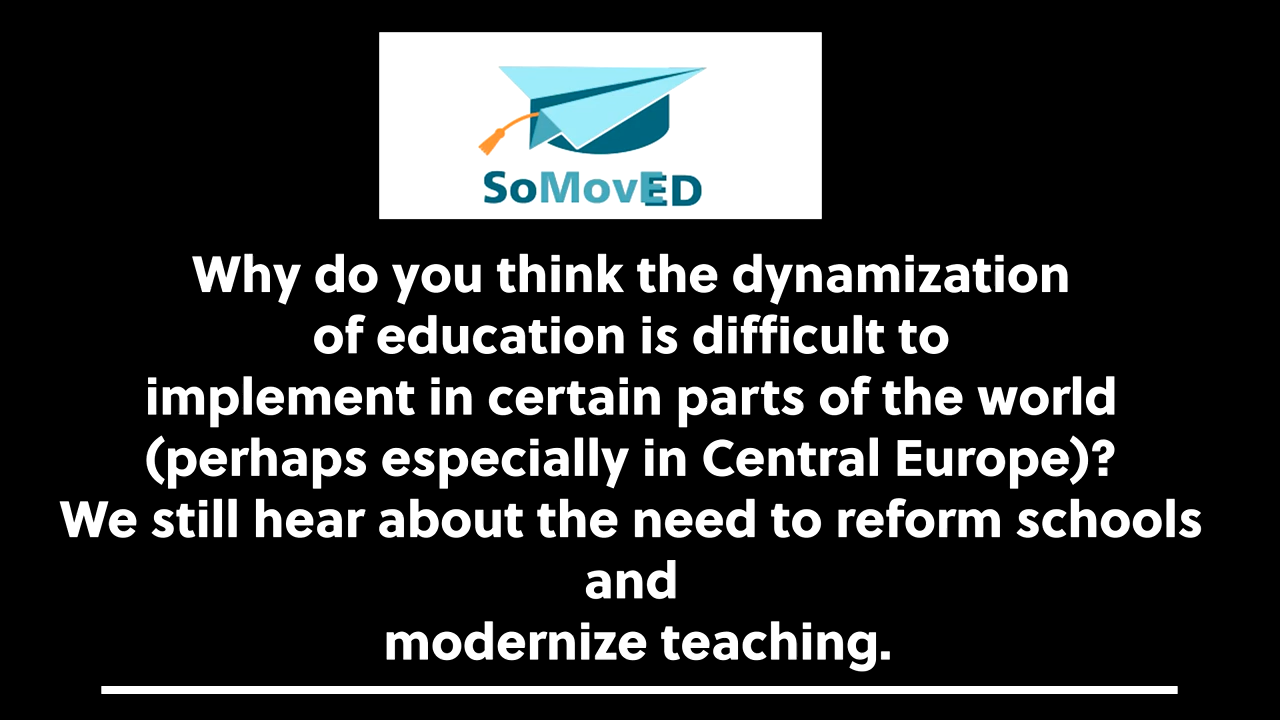 SoMovED
Why do you think the dynamization
of education is difficult to
implement in certain parts of the world
(perhaps especially in Central Europe)?
We still hear about the need to reform schools
and
modernize teaching.